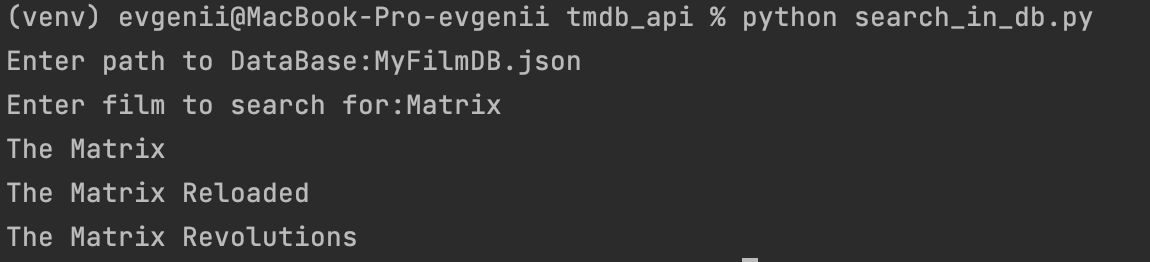 (venv) evgenii@MacBook-Pro-evgenii tmdb_api % python search_in_db.py
Enter path to DataBase:MyFilmDB.json
Enter film to search for:Matrix
The Matrix
The Matrix Reloaded
The Matrix Revolutions